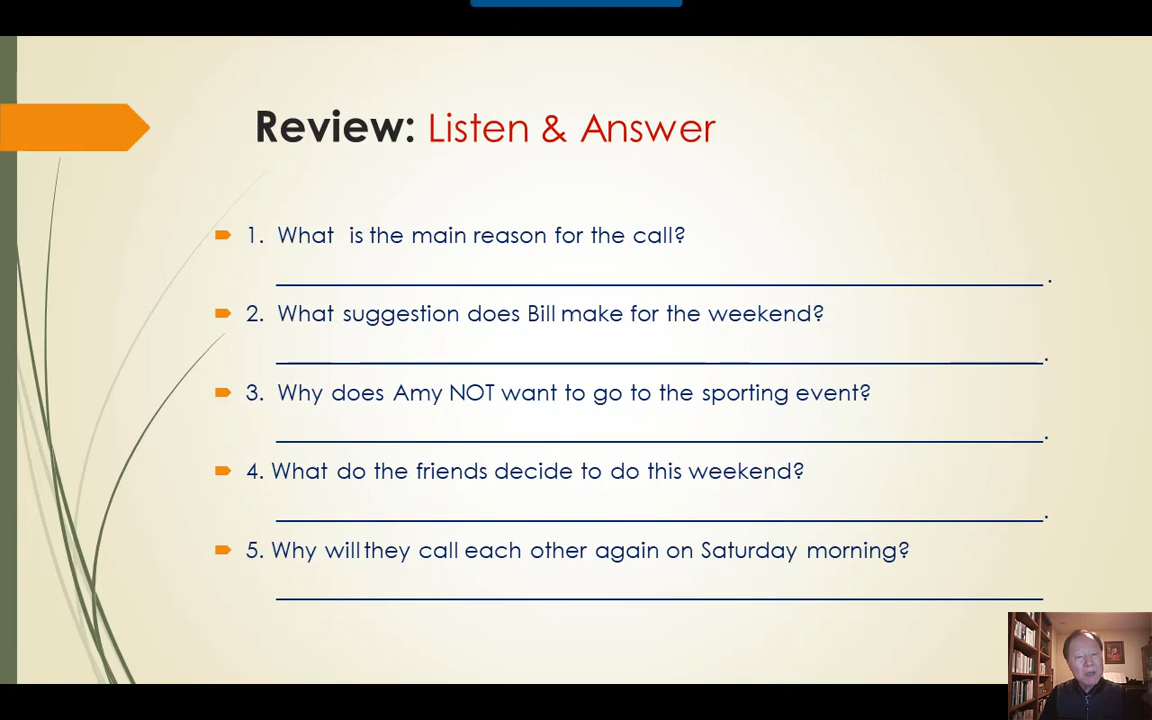 Review: Listen & Answer
1. What is the main reason for the call?
.
2. What suggestion does Bill make for the weekend?
.
3. Why does Amy NOT want to go to the sporting event?
.
4. What do the friends decide to do this weekend?
.
5. Why will they call each other again on Saturday morning?